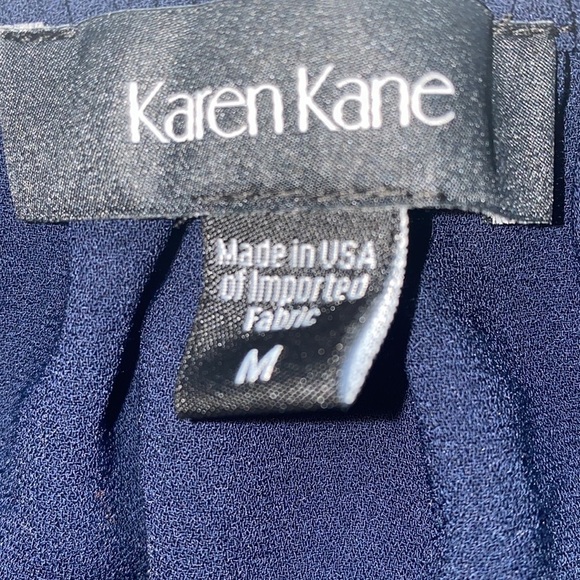 Karen Kane
Made in USA
of Imported
Fabric
M